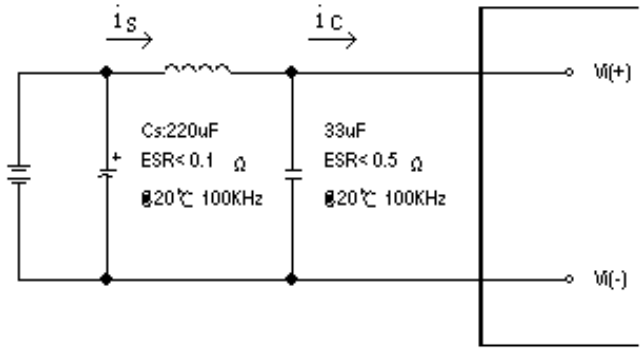 iS
iC
Vi(+)
Cs:220uF
ESR< 0.1 Ω
@20℃ 100KHz
33uF
ESR< 0.5 Ω
@20℃ 100KHz
+
Vi(-)